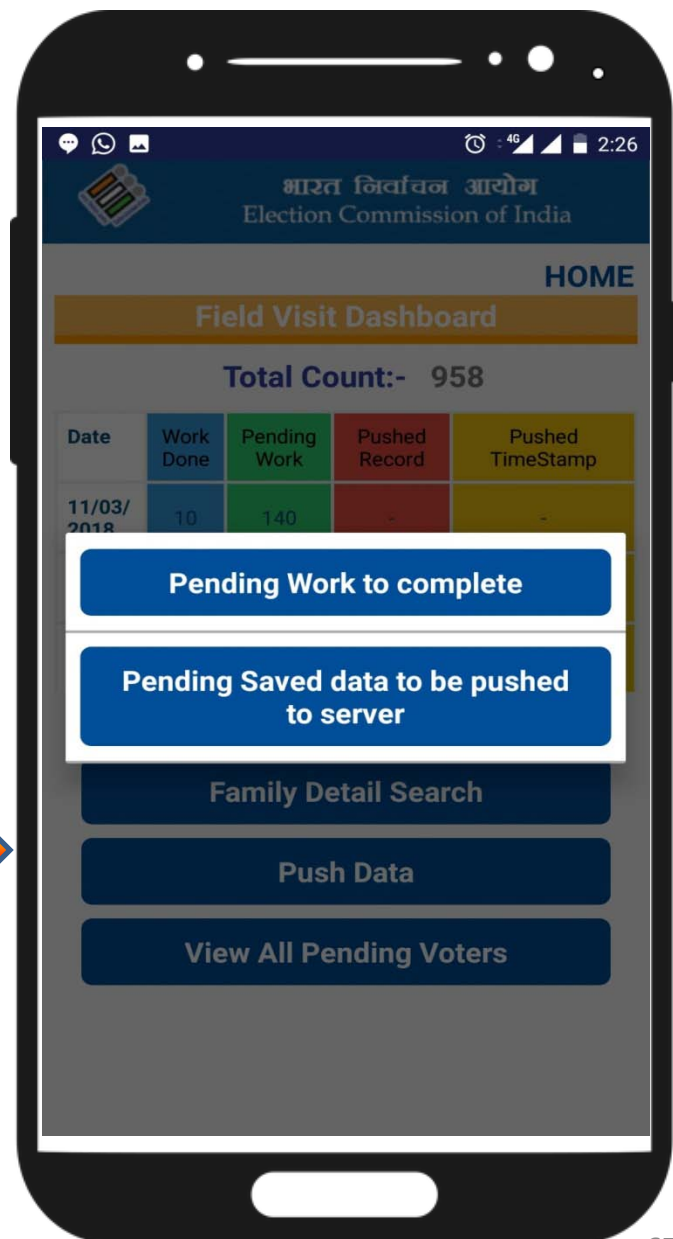 4G 2:26
भारत निर्वाचन आयोग
Election Commission of India
HOME
Field Visit Dashboard
Total Count:- 958
Date Work Pending Pushed Pushed
Done Work Record TimeStamp
11/03/ 10 140 - -
2018
Pending Work to complete
Pending Saved data to be pushed
to server
Family Detail Search
Push Data
View All Pending Voters